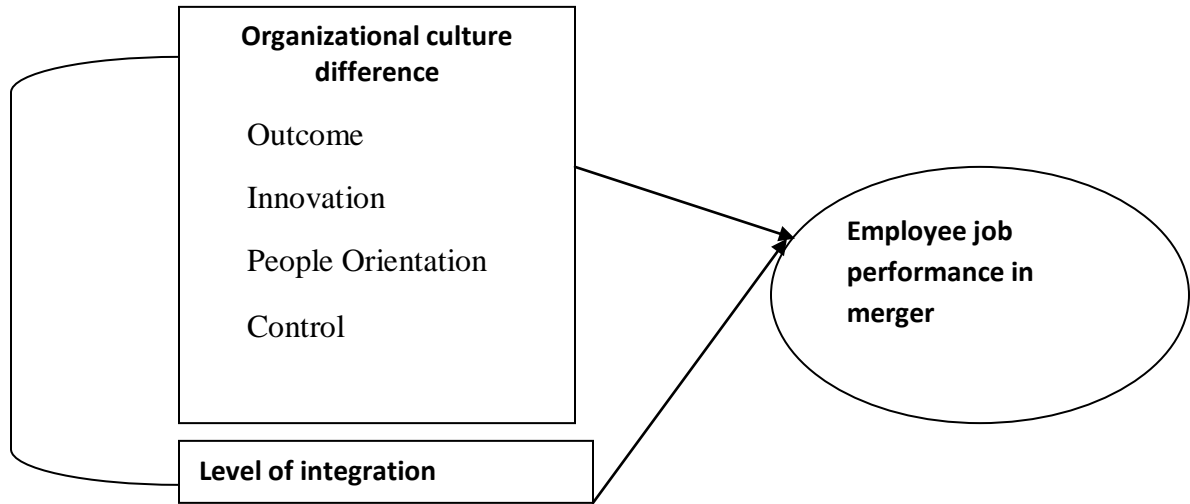 Organizational culture
difference
Outcome
Innovation
People Orientation
Control
Level of integration
Employee job
performance in
merger